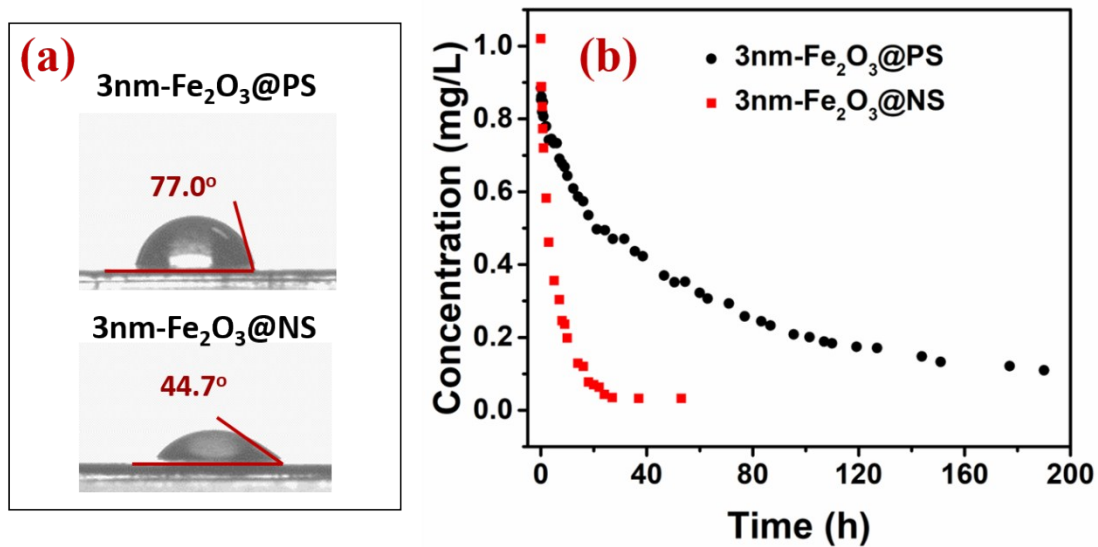 (a)
3nm-Fe₂O₃@PS
77.0°
3nm-Fe₂O₃@NS
44.7°
(b)
3nm-Fe₂O₃@PS
3nm-Fe₂O₃@NS
Concentration (mg/L)
1.0
0.8
0.6
0.4
0.2
0.0
0 40 80 120 160 200
Time (h)